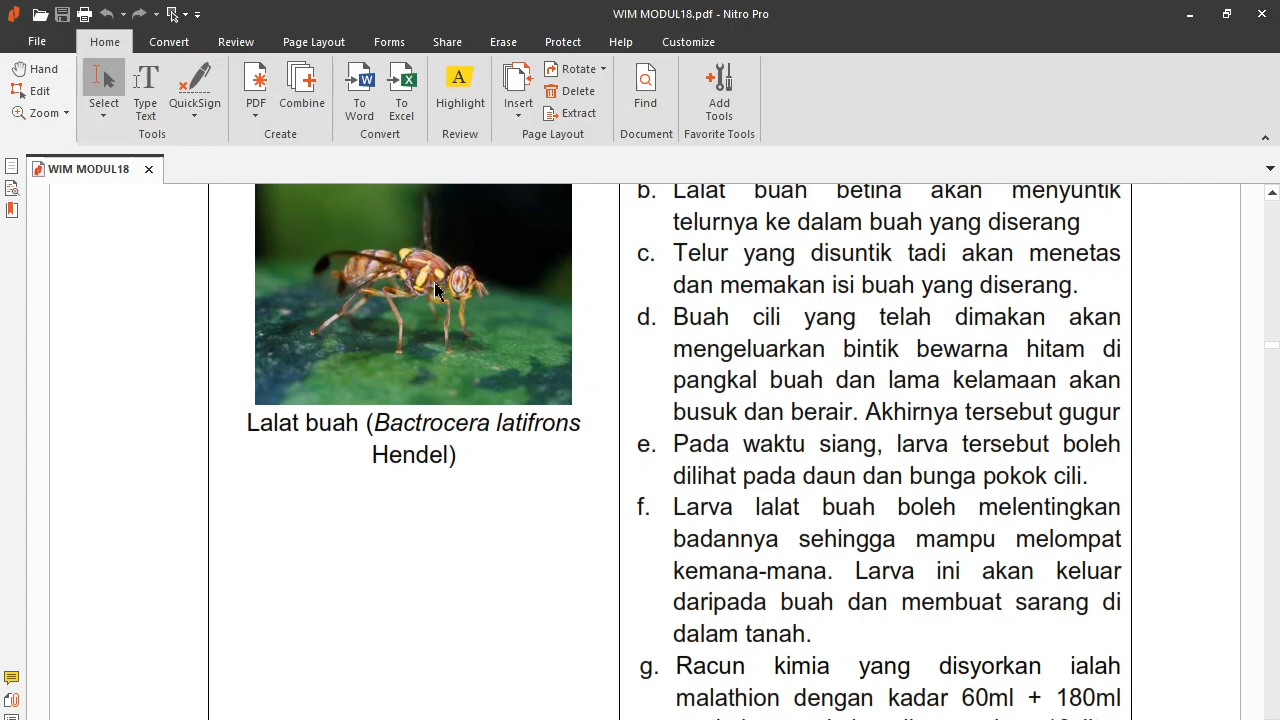 WIM MODUL18.pdf - Nitro Pro
File Home Convert Review Page Layout Forms Share Erase Protect Help Customize
Hand
Edit
Zoom
Select
Type Text
QuickSign
Tools
PDF
Combine
Create
To Word
To Excel
Convert
Highlight
Review
Insert
Rotate
Delete
Extract
Page Layout
Find
Document
Add Tools
Favorite Tools
WIM MODUL18
Lalat buah (Bactrocera latifrons
Hendel)
b. Lalat buah betina akan menyuntik
telurnya ke dalam buah yang diserang
c. Telur yang disuntik tadi akan menetas
dan memakan isi buah yang diserang.
d. Buah cili yang telah dimakan akan
mengeluarkan bintik bewarna hitam di
pangkal buah dan lama kelamaan akan
busuk dan berair. Akhirnya tersebut gugur
e. Pada waktu siang, larva tersebut boleh
dilihat pada daun dan bunga pokok cili.
f. Larva lalat buah boleh melentingkan
badannya sehingga mampu melompat
kemana-mana. Larva ini akan keluar
daripada buah dan membuat sarang di
dalam tanah.
g. Racun kimia yang disyorkan ialah
malathion dengan kadar 60ml + 180ml